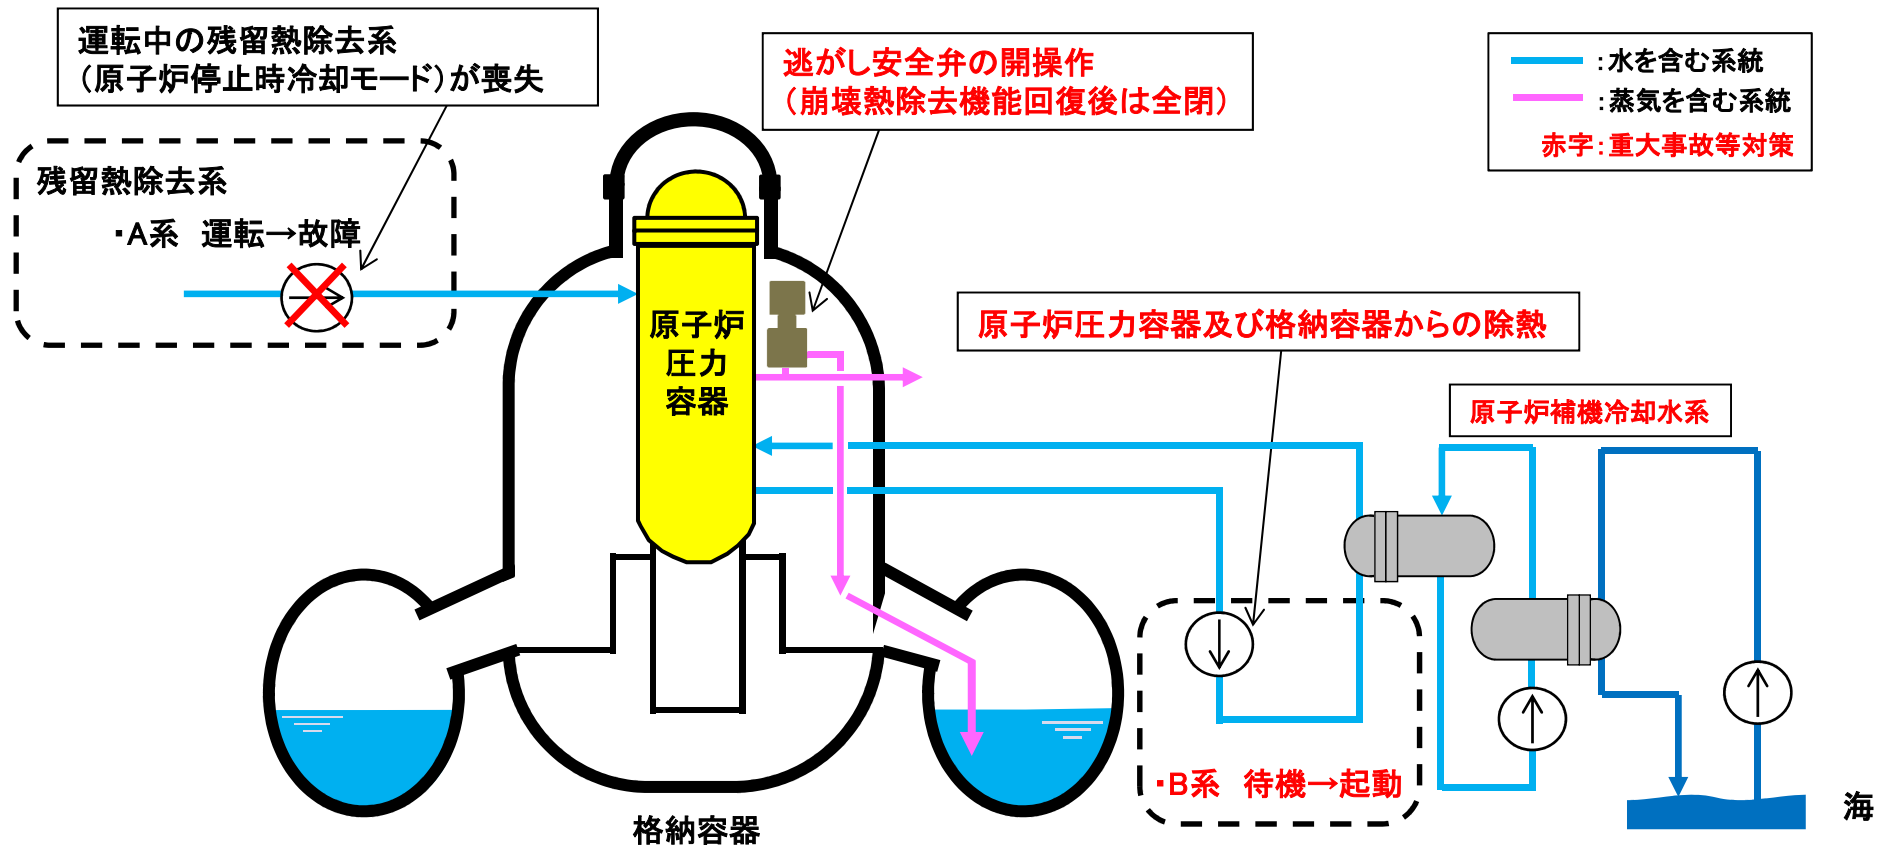 運転中の残留熱除去系
（原子炉停止時冷却モード）が喪失
逃がし安全弁の開操作
（崩壊熱除去機能回復後は全閉）
：水を含む系統
：蒸気を含む系統
赤字：重大事故等対策
残留熱除去系
・A系　運転→故障
原子炉
圧力
容器
原子炉圧力容器及び格納容器からの除熱
原子炉補機冷却水系
・B系　待機→起動
海
格納容器